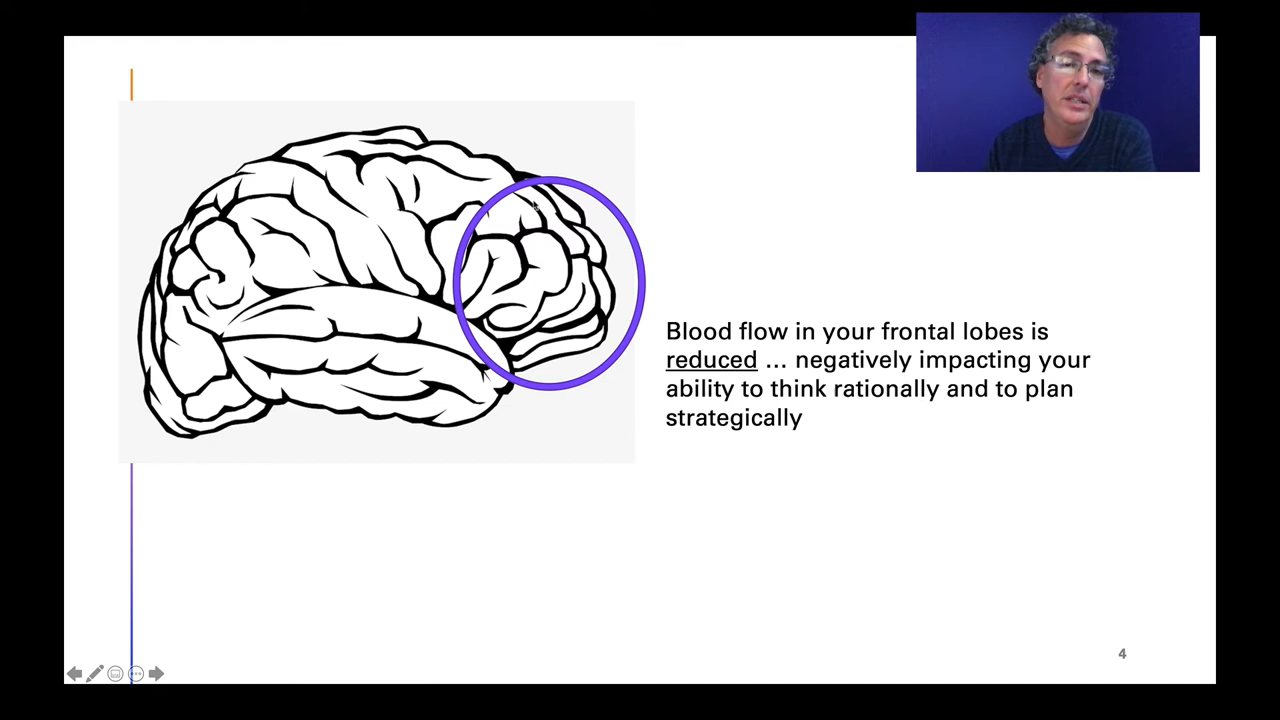 Blood flow in your frontal lobes is
reduced … negatively impacting your
ability to think rationally and to plan
strategically
4